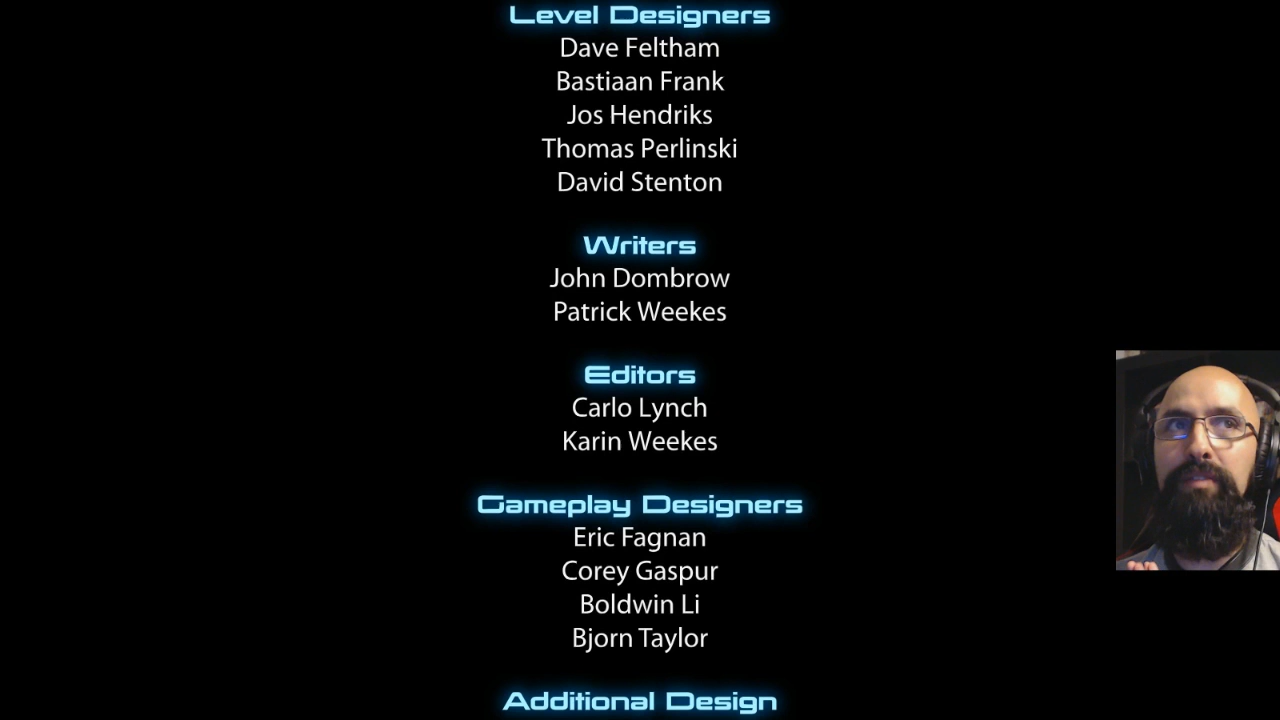 Level Designers
Dave Feltham
Bastiaan Frank
Jos Hendriks
Thomas Perlinski
David Stenton
Writers
John Dombrow
Patrick Weekes
Editors
Carlo Lynch
Karin Weekes
Gameplay Designers
Eric Fagnan
Corey Gaspur
Boldwin Li
Bjorn Taylor
Additional Design